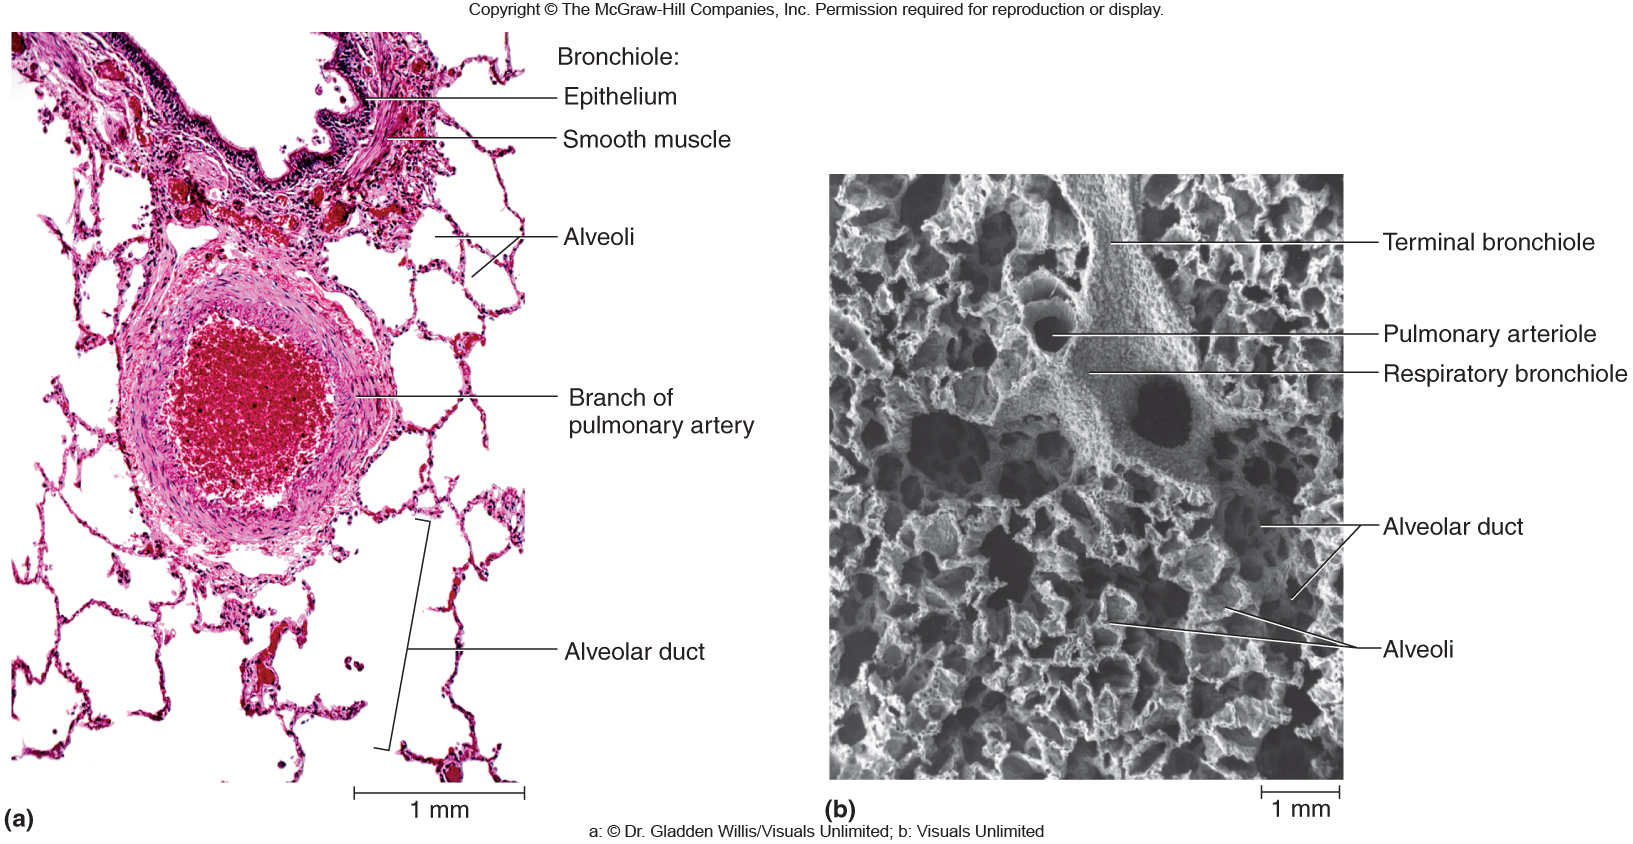 Copyright © The McGraw-Hill Companies, Inc. Permission required for reproduction or display.
Bronchiole:
Epithelium
Smooth muscle
Alveoli
Branch of
pulmonary artery
Alveolar duct
1 mm
(a)
Terminal bronchiole
Pulmonary arteriole
Respiratory bronchiole
Alveolar duct
Alveoli
1 mm
(b)
a: © Dr. Gladden Willis/Visuals Unlimited; b: Visuals Unlimited